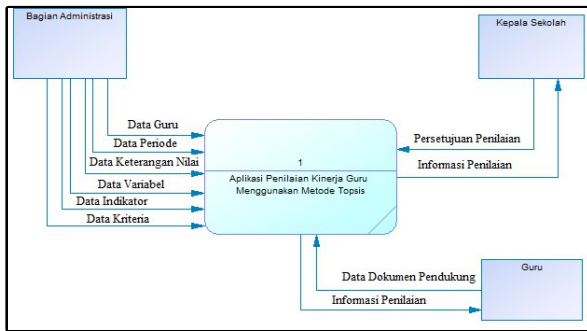 Bagian Administrasi
Kepala Sekolah
Data Guru
Data Periode
Data Keterangan Nilai
Data Variabel
Data Indikator
Data Kriteria
1
Aplikasi Penilaian Kinerja Guru
Menggunakan Metode Topsis
Persetujuan Penilaian
Informasi Penilaian
Guru
Data Dokumen Pendukung
Informasi Penilaian